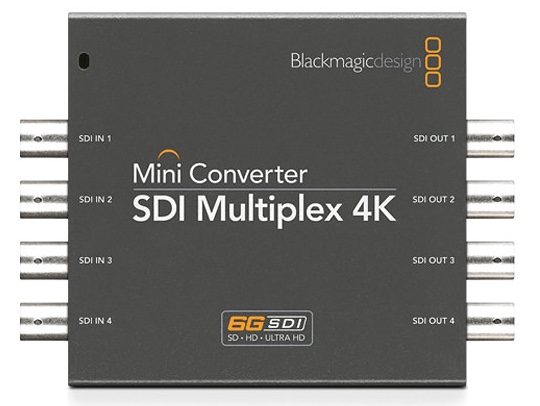 Blackmagicdesign
SDI IN 1
SDI OUT 1
Mini Converter
SDI IN 2
SDI Multiplex 4K
SDI OUT 2
SDI IN 3
SDI OUT 3
SDI IN 4
6G SDI
SD • HD • ULTRA HD
SDI OUT 4